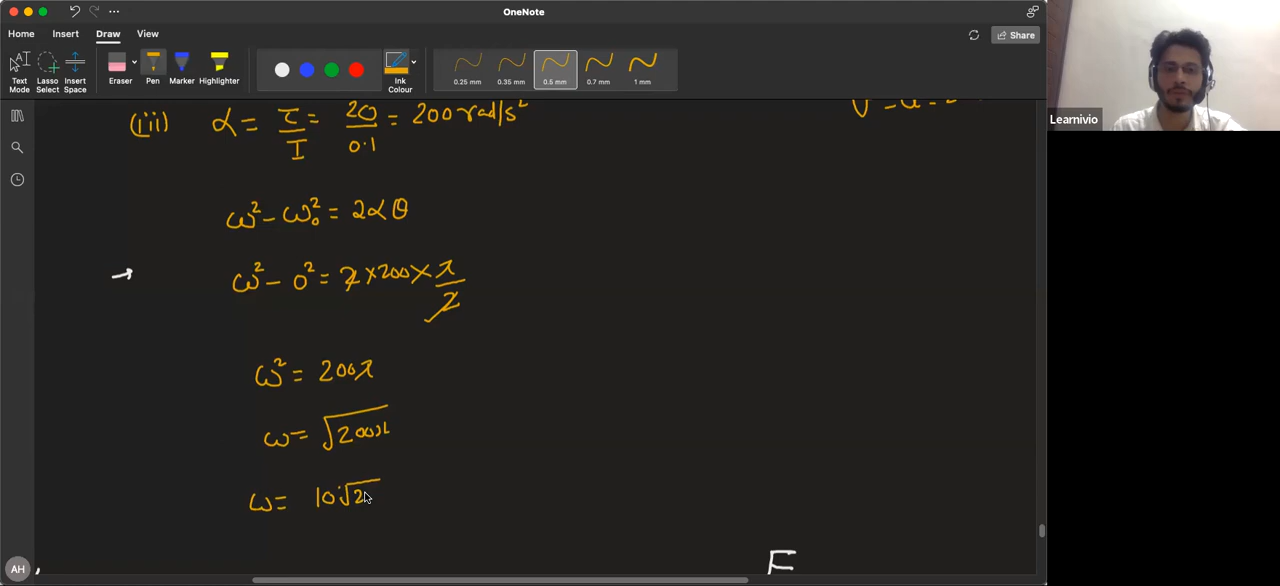 OneNote
Home Insert Draw View
Share
Text Mode
Lasso Select
Insert Space
Eraser
Pen
Marker
Highlighter
Ink Colour
0.25 mm
0.35 mm
0.5 mm
0.7 mm
1 mm
Learnivio
(iii) α = τ/I = 20/0.1 = 200 rad/s²
ω² - ω₀² = 2αθ
→ ω² - 0² = 2 × 200 × π/2
ω² = 200π
ω = √200π
ω = 10√2
F
AH